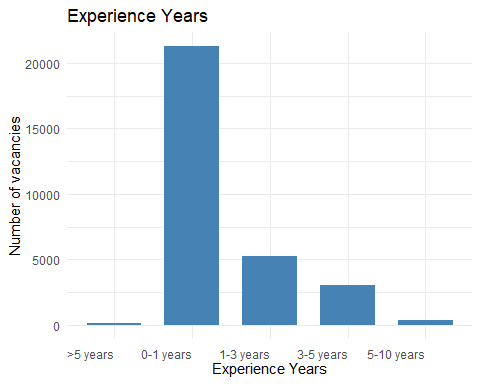 Experience Years
Number of vacancies
20000
15000
10000
5000
0
>5 years
0-1 years
1-3 years
3-5 years
5-10 years
Experience Years